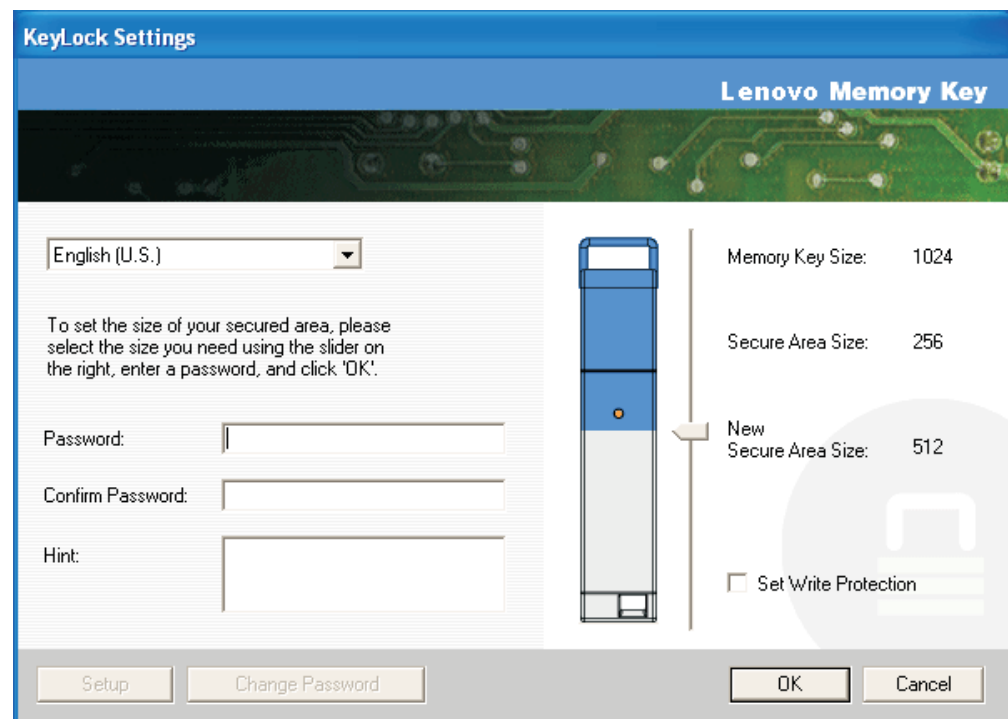 KeyLock Settings
Lenovo Memory Key
English (U.S.)
To set the size of your secured area, please
select the size you need using the slider on
the right, enter a password, and click 'OK'.
Password:
Confirm Password:
Hint:
Memory Key Size: 1024
Secure Area Size: 256
New
Secure Area Size: 512
Set Write Protection
Setup
Change Password
OK
Cancel